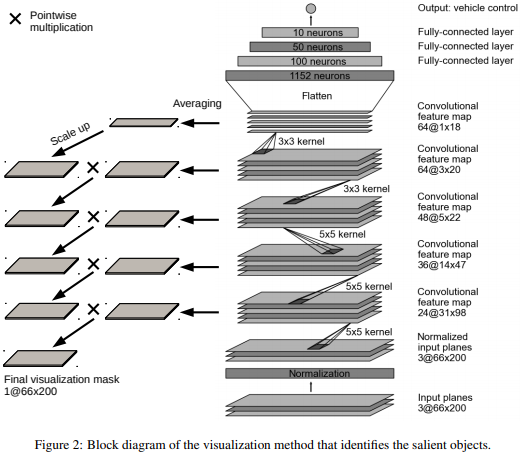 Pointwise
multiplication
Output: vehicle control
10 neurons
Fully-connected layer
50 neurons
Fully-connected layer
100 neurons
Fully-connected layer
1152 neurons
Flatten
Averaging
Scale up
Convolutional
feature map
64@1x18
3x3 kernel
Convolutional
feature map
64@3x20
3x3 kernel
Convolutional
feature map
48@5x22
5x5 kernel
Convolutional
feature map
36@14x47
5x5 kernel
Convolutional
feature map
24@31x98
5x5 kernel
Normalized
input planes
3@66x200
Final visualization mask
1@66x200
Normalization
Input planes
3@66x200
Figure 2: Block diagram of the visualization method that identifies the salient objects.